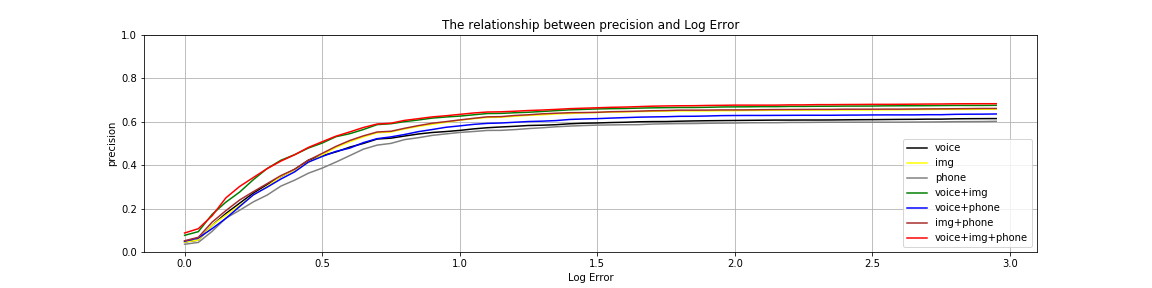 The relationship between precision and Log Error
1.0
0.8
0.6
0.4
0.2
0.0
precision
voice
img
phone
voice+img
voice+phone
img+phone
voice+img+phone
0.0 0.5 1.0 1.5 2.0 2.5 3.0
Log Error